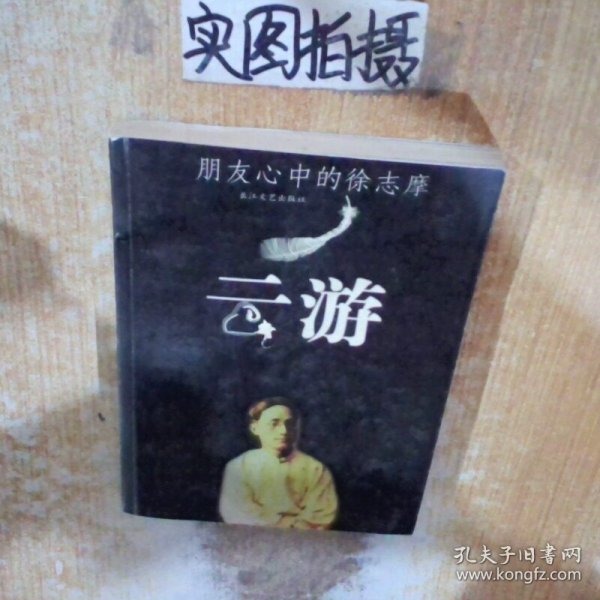 实图拍摄
朋友心中的徐志摩
长江文艺出版社
云游
孔夫子旧书网
www.kongfz.com